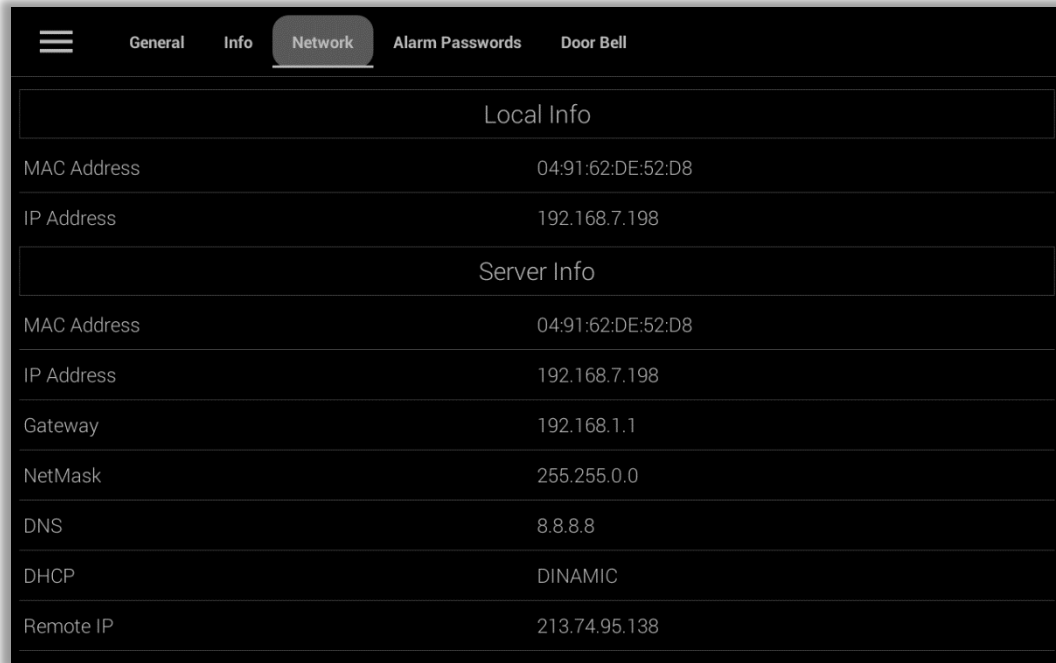 General Info Network Alarm Passwords Door Bell
Local Info
MAC Address 04:91:62:DE:52:D8
IP Address 192.168.7.198
Server Info
MAC Address 04:91:62:DE:52:D8
IP Address 192.168.7.198
Gateway 192.168.1.1
NetMask 255.255.0.0
DNS 8.8.8.8
DHCP DINAMIC
Remote IP 213.74.95.138